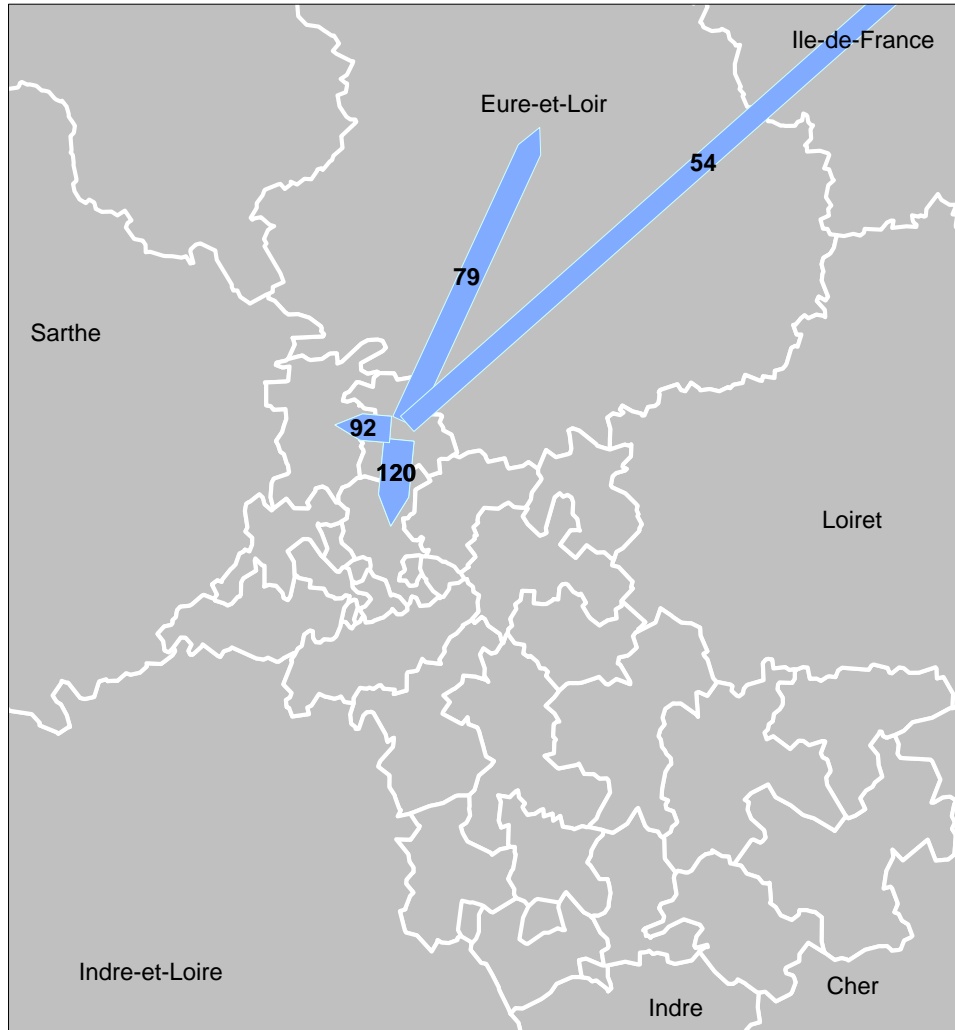 Ile-de-France
Eure-et-Loir
54
79
Sarthe
92
120
Loiret
Indre-et-Loire
Cher
Indre